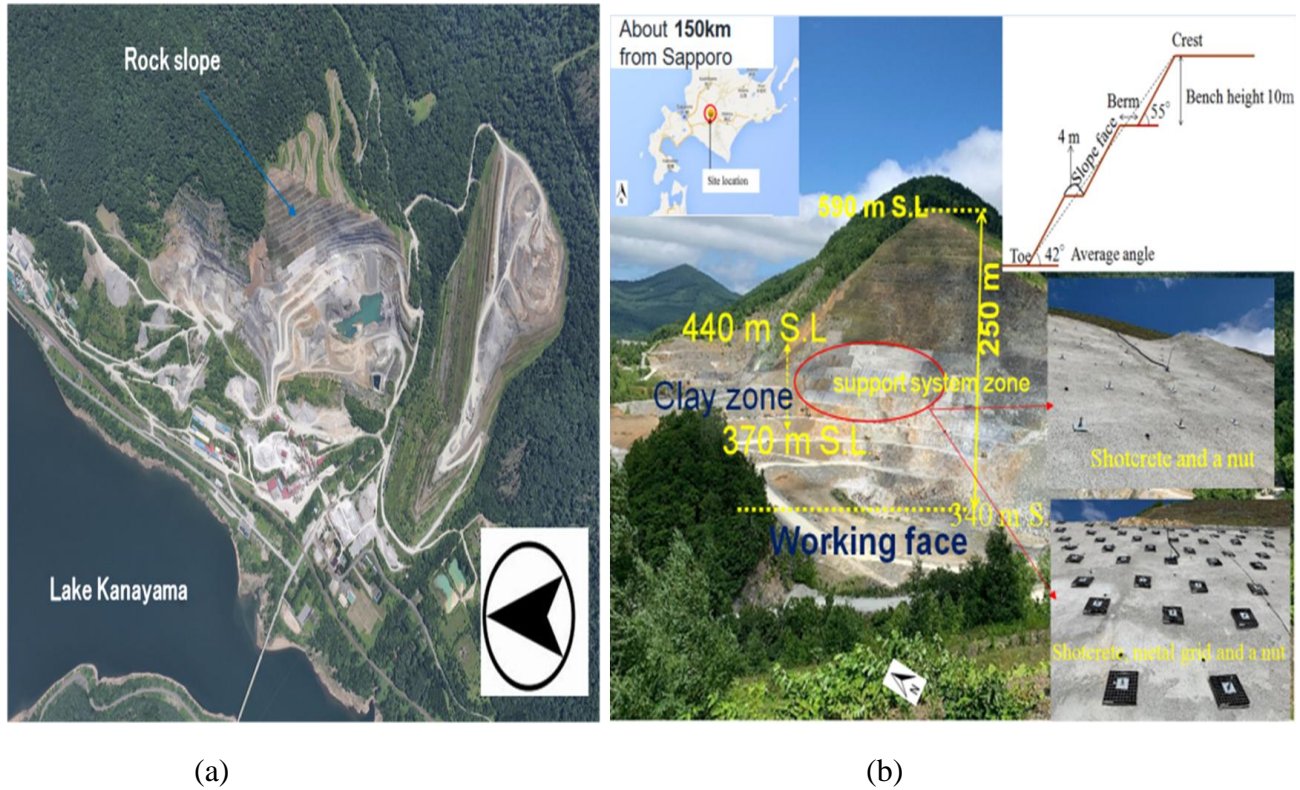 Rock slope
Lake Kanayama
(a)
About 150km
from Sapporo
Site location
590 m S.L
440 m S.L
Clay zone
370 m S.L
support system zone
250 m
340 m S.
Working face
N
Crest
Berm
Bench height 10m
55°
Slope face
4 m
Toe
42°
Average angle
Shotcrete and a nut
Shotcrete, metal grid and a nut
(b)